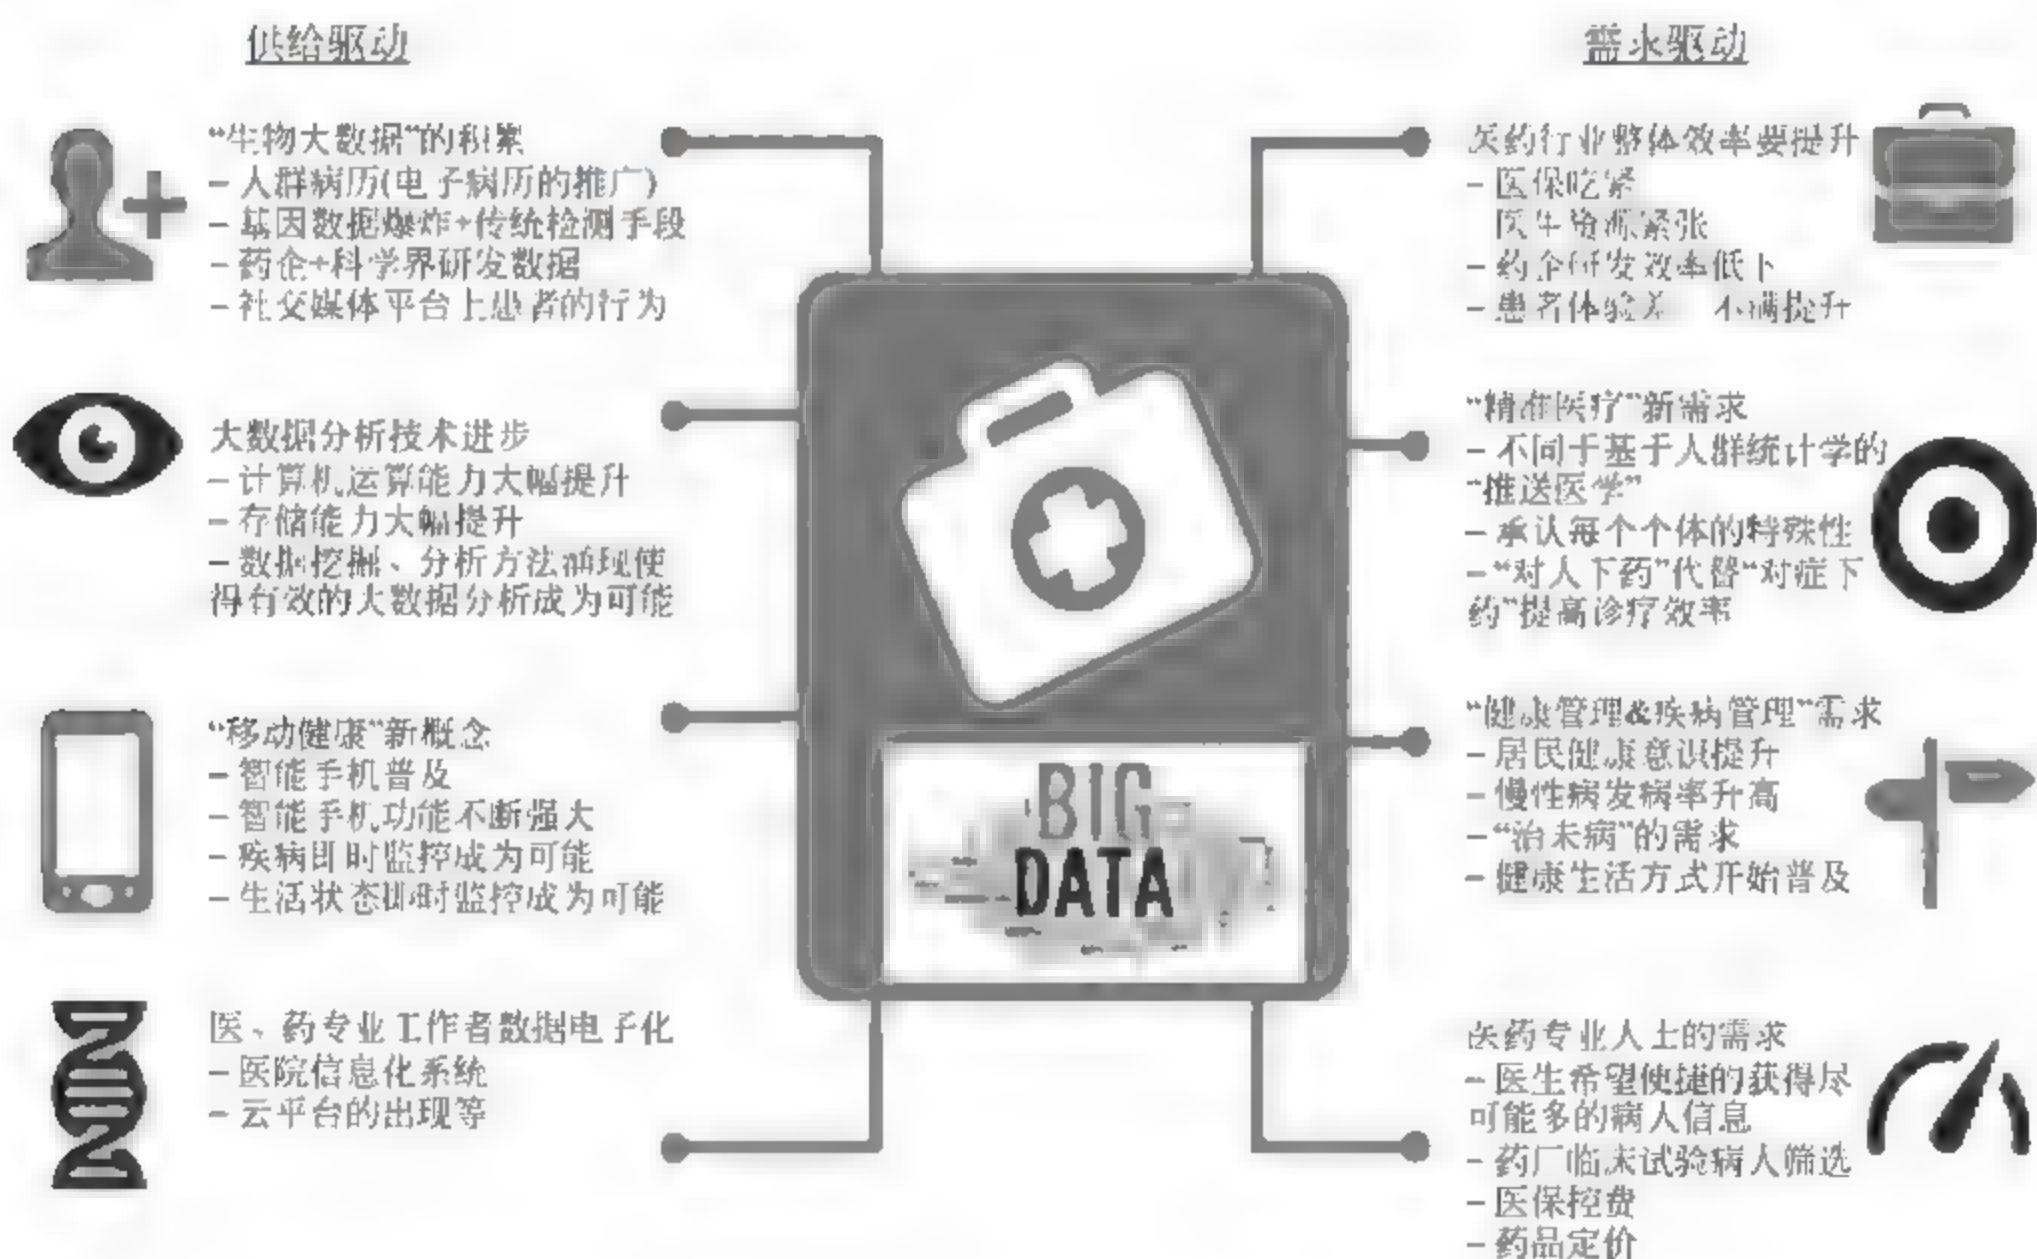 供给驱动
“生物大数据”的积累
– 人群病历(电子病历的推广)
– 基因数据爆炸+传统检测手段
– 药企+科学界研发数据
– 社交媒体平台上患者的行为
大数据分析技术进步
– 计算机运算能力大幅提升
– 存储能力大幅提升
– 数据挖掘、分析方法涌现使
得有效的大数据分析成为可能
“移动健康”新概念
– 智能手机普及
– 智能手机功能不断强大
– 疾病即时监控成为可能
– 生活状态即时监控成为可能
医、药专业工作者数据电子化
– 医院信息化系统
– 云平台的出现等
BIG
DATA
需求驱动
医药行业整体效率要提升
– 医保吃紧
医生资源紧张
– 药企研发效率低下
– 患者体验差 不满提升
“精准医疗”新需求
– 不同于基于人群统计学的
“推送医学”
– 承认每个个体的特殊性
– “对人下药”代替“对症下
药”提高诊疗效率
“健康管理&疾病管理”需求
– 居民健康意识提升
– 慢性病发病率升高
– “治未病”的需求
– 健康生活方式开始普及
医药专业人士的需求
– 医生希望便捷的获得尽
可能多的病人信息
– 药厂临床试验病人筛选
– 医保控费
– 药品定价